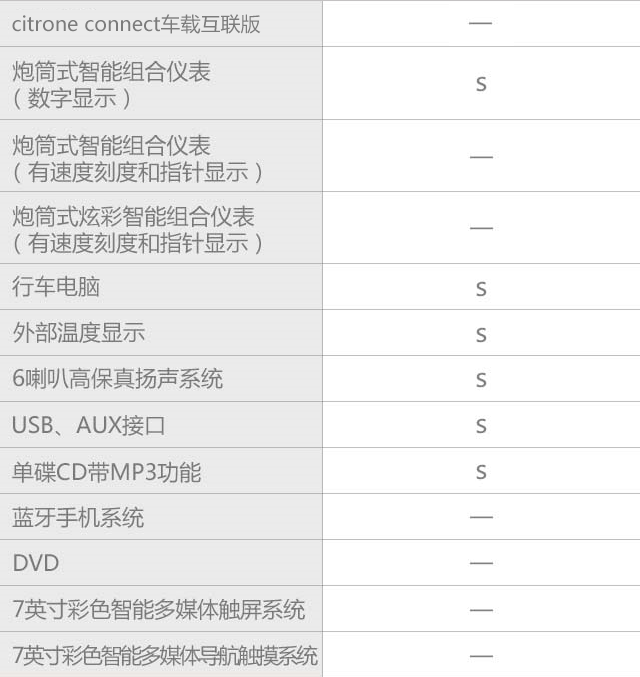 citrone connect车载互联版 —
炮筒式智能组合仪表
（数字显示） s
炮筒式智能组合仪表
（有速度刻度和指针显示） —
炮筒式炫彩智能组合仪表
（有速度刻度和指针显示） —
行车电脑 s
外部温度显示 s
6喇叭高保真扬声系统 s
USB、AUX接口 s
单碟CD带MP3功能 s
蓝牙手机系统 —
DVD —
7英寸彩色智能多媒体触屏系统 —
7英寸彩色智能多媒体导航触摸系统 —